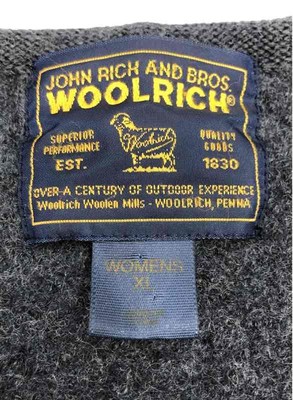 JOHN RICH AND BROS.
WOOLRICH®
SUPERIOR PERFORMANCE
Woolrich
QUALITY GOODS
EST. 1830
OVER A CENTURY OF OUTDOOR EXPERIENCE
Woolrich Woolen Mills - WOOLRICH, PENNA
WOMENS
XL